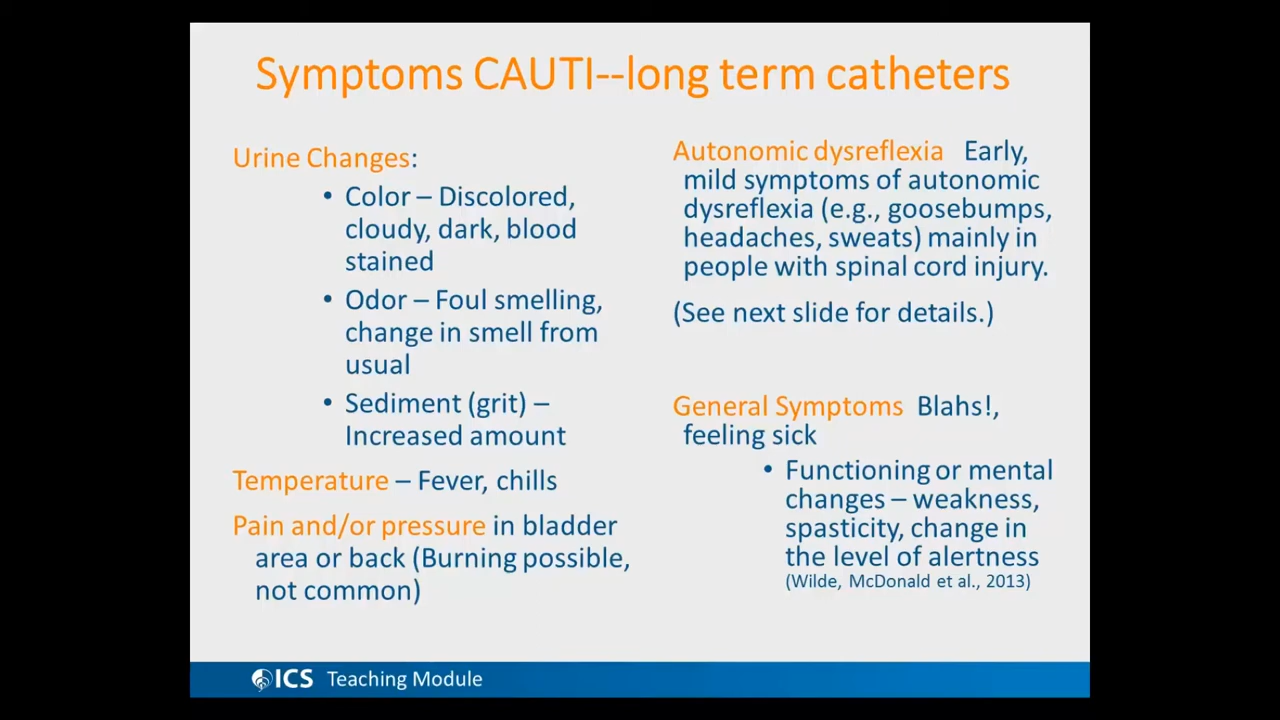 Symptoms CAUTI--long term catheters
Urine Changes:
• Color – Discolored,
cloudy, dark, blood
stained
• Odor – Foul smelling,
change in smell from
usual
• Sediment (grit) –
Increased amount
Temperature – Fever, chills
Pain and/or pressure in bladder
area or back (Burning possible,
not common)
Autonomic dysreflexia Early,
mild symptoms of autonomic
dysreflexia (e.g., goosebumps,
headaches, sweats) mainly in
people with spinal cord injury.
(See next slide for details.)
General Symptoms Blahs!,
feeling sick
• Functioning or mental
changes – weakness,
spasticity, change in
the level of alertness
(Wilde, McDonald et al., 2013)
ICS Teaching Module